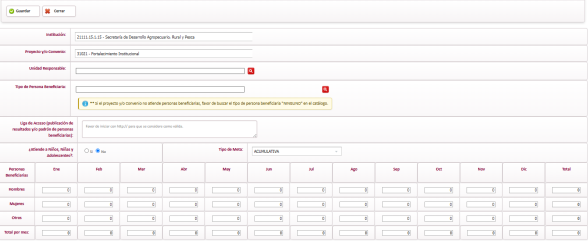 Guardar Cerrar
Institución: 21111.15.1.13 - Secretaría de Desarrollo Agropecuario, Rural y Pesca
Proyecto y/o Convenio: 31011 - Fortalecimiento Institucional
Unidad Responsable:
Tipo de Persona Beneficiaria:
** Si el proyecto y/o convenio no atiende personas beneficiarias, favor de buscar el tipo de persona beneficiaria "NINGUNO" en el catálogo.
Liga de Acceso (publicación de
resultados y/o padrón de personas
beneficiarias):
Favor de iniciar con http:// para que se considere como válida.
¿Atiende a Niños, Niñas y
adolescentes?: Si No Tipo de Meta: ACUMULATIVA
Personas
Beneficiarias Ene Feb Mar Abr May Jun Jul Ago Sep Oct Nov Dic Total
Hombres 0 0 0 0 0 0 0 0 0 0 0 0 0
Mujeres 0 0 0 0 0 0 0 0 0 0 0 0 0
Otros 0 0 0 0 0 0 0 0 0 0 0 0 0
Total por mes: 0 0 0 0 0 0 0 0 0 0 0 0 0